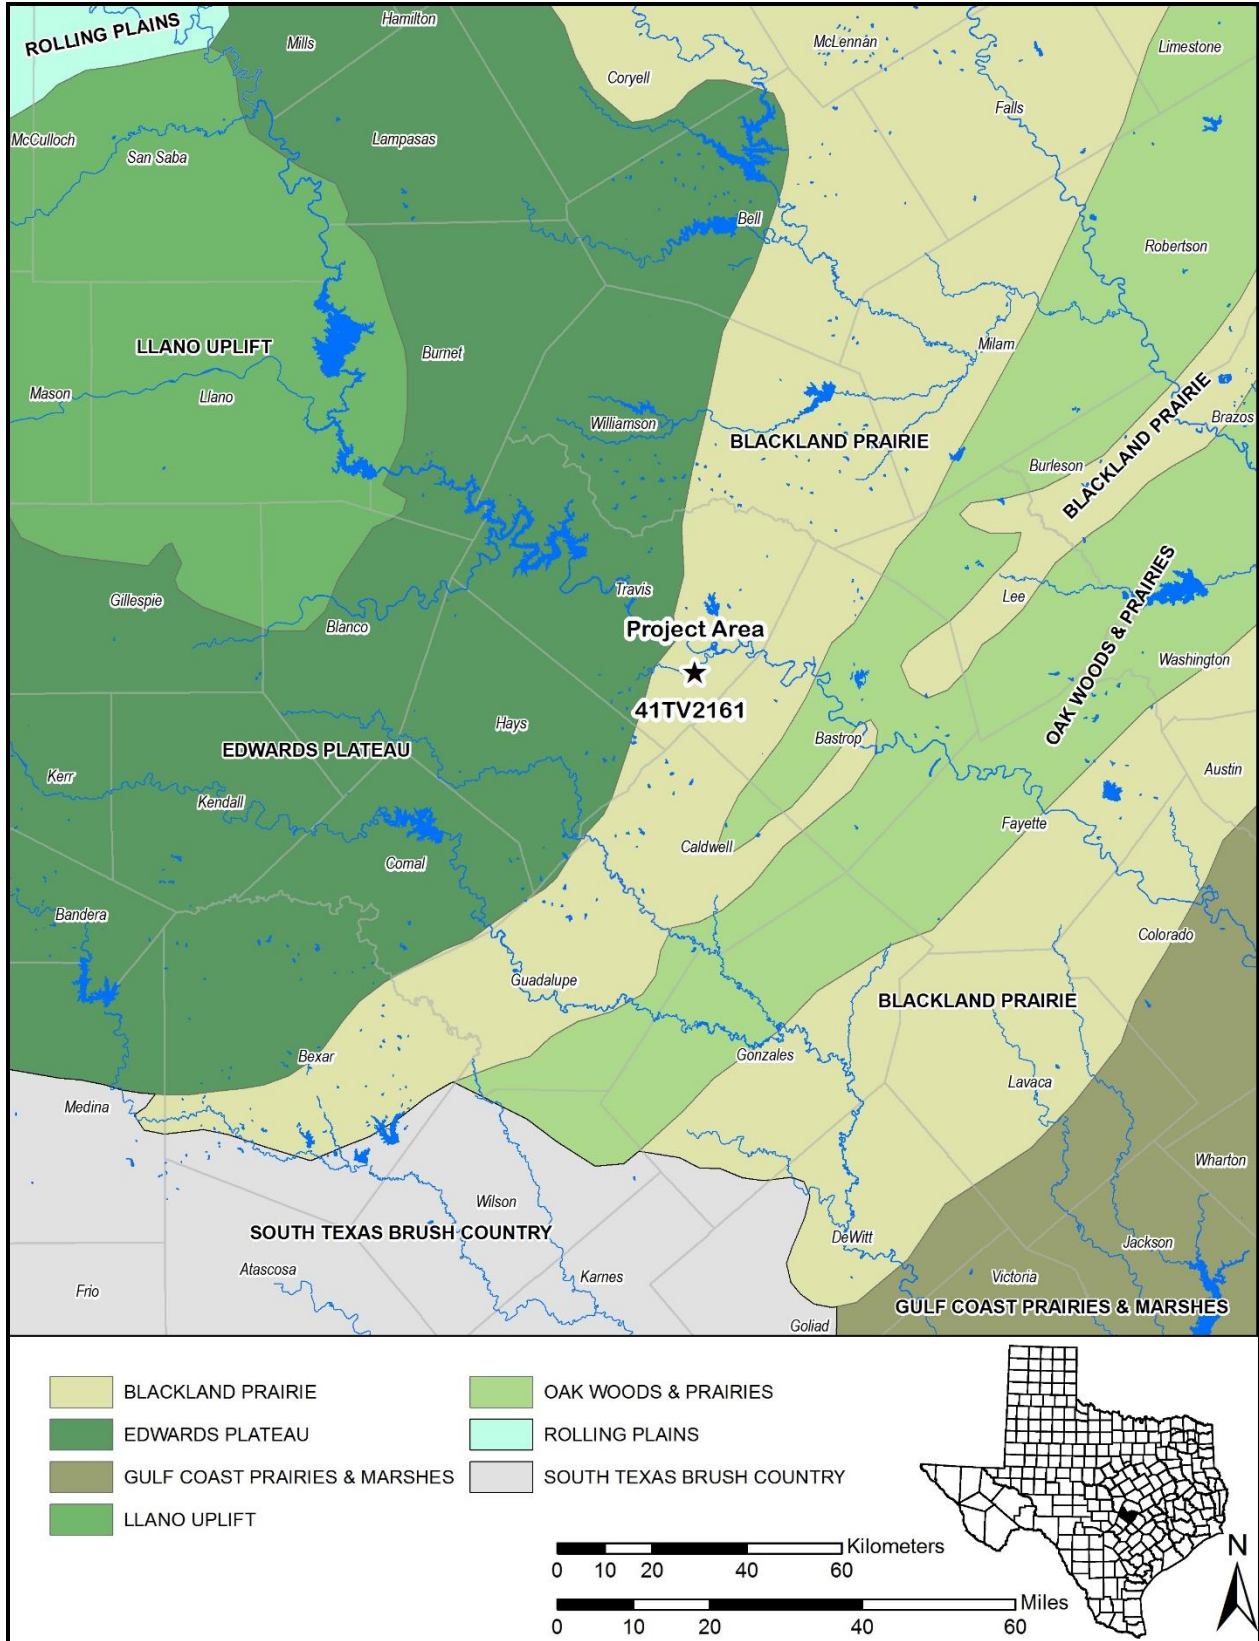 ROLLING PLAINS
Hamilton
Mills
McLennan
Limestone
Coryell
Falls
McCulloch
San Saba
Lampasas
Bell
Robertson
LLANO UPLIFT
Burnet
Milam
Mason
Llano
Williamson
BLACKLAND PRAIRIE
BLACKLAND PRAIRIE
Brazos
Burleson
Travis
Gillespie
Blanco
Lee
OAK WOODS & PRAIRIES
Project Area
Washington
41TV2161
Hays
EDWARDS PLATEAU
Bastrop
Kerr
Kendall
Austin
Fayette
Comal
Caldwell
Bandera
Colorado
Guadalupe
BLACKLAND PRAIRIE
Bexar
Gonzales
Lavaca
Medina
Wharton
Wilson
SOUTH TEXAS BRUSH COUNTRY
DeWitt
Jackson
Atascosa
Karnes
Victoria
Frio
GULF COAST PRAIRIES & MARSHES
Goliad
BLACKLAND PRAIRIE
EDWARDS PLATEAU
GULF COAST PRAIRIES & MARSHES
LLANO UPLIFT
OAK WOODS & PRAIRIES
ROLLING PLAINS
SOUTH TEXAS BRUSH COUNTRY
Kilometers
0 10 20 40 60
Miles
0 10 20 40 60
N